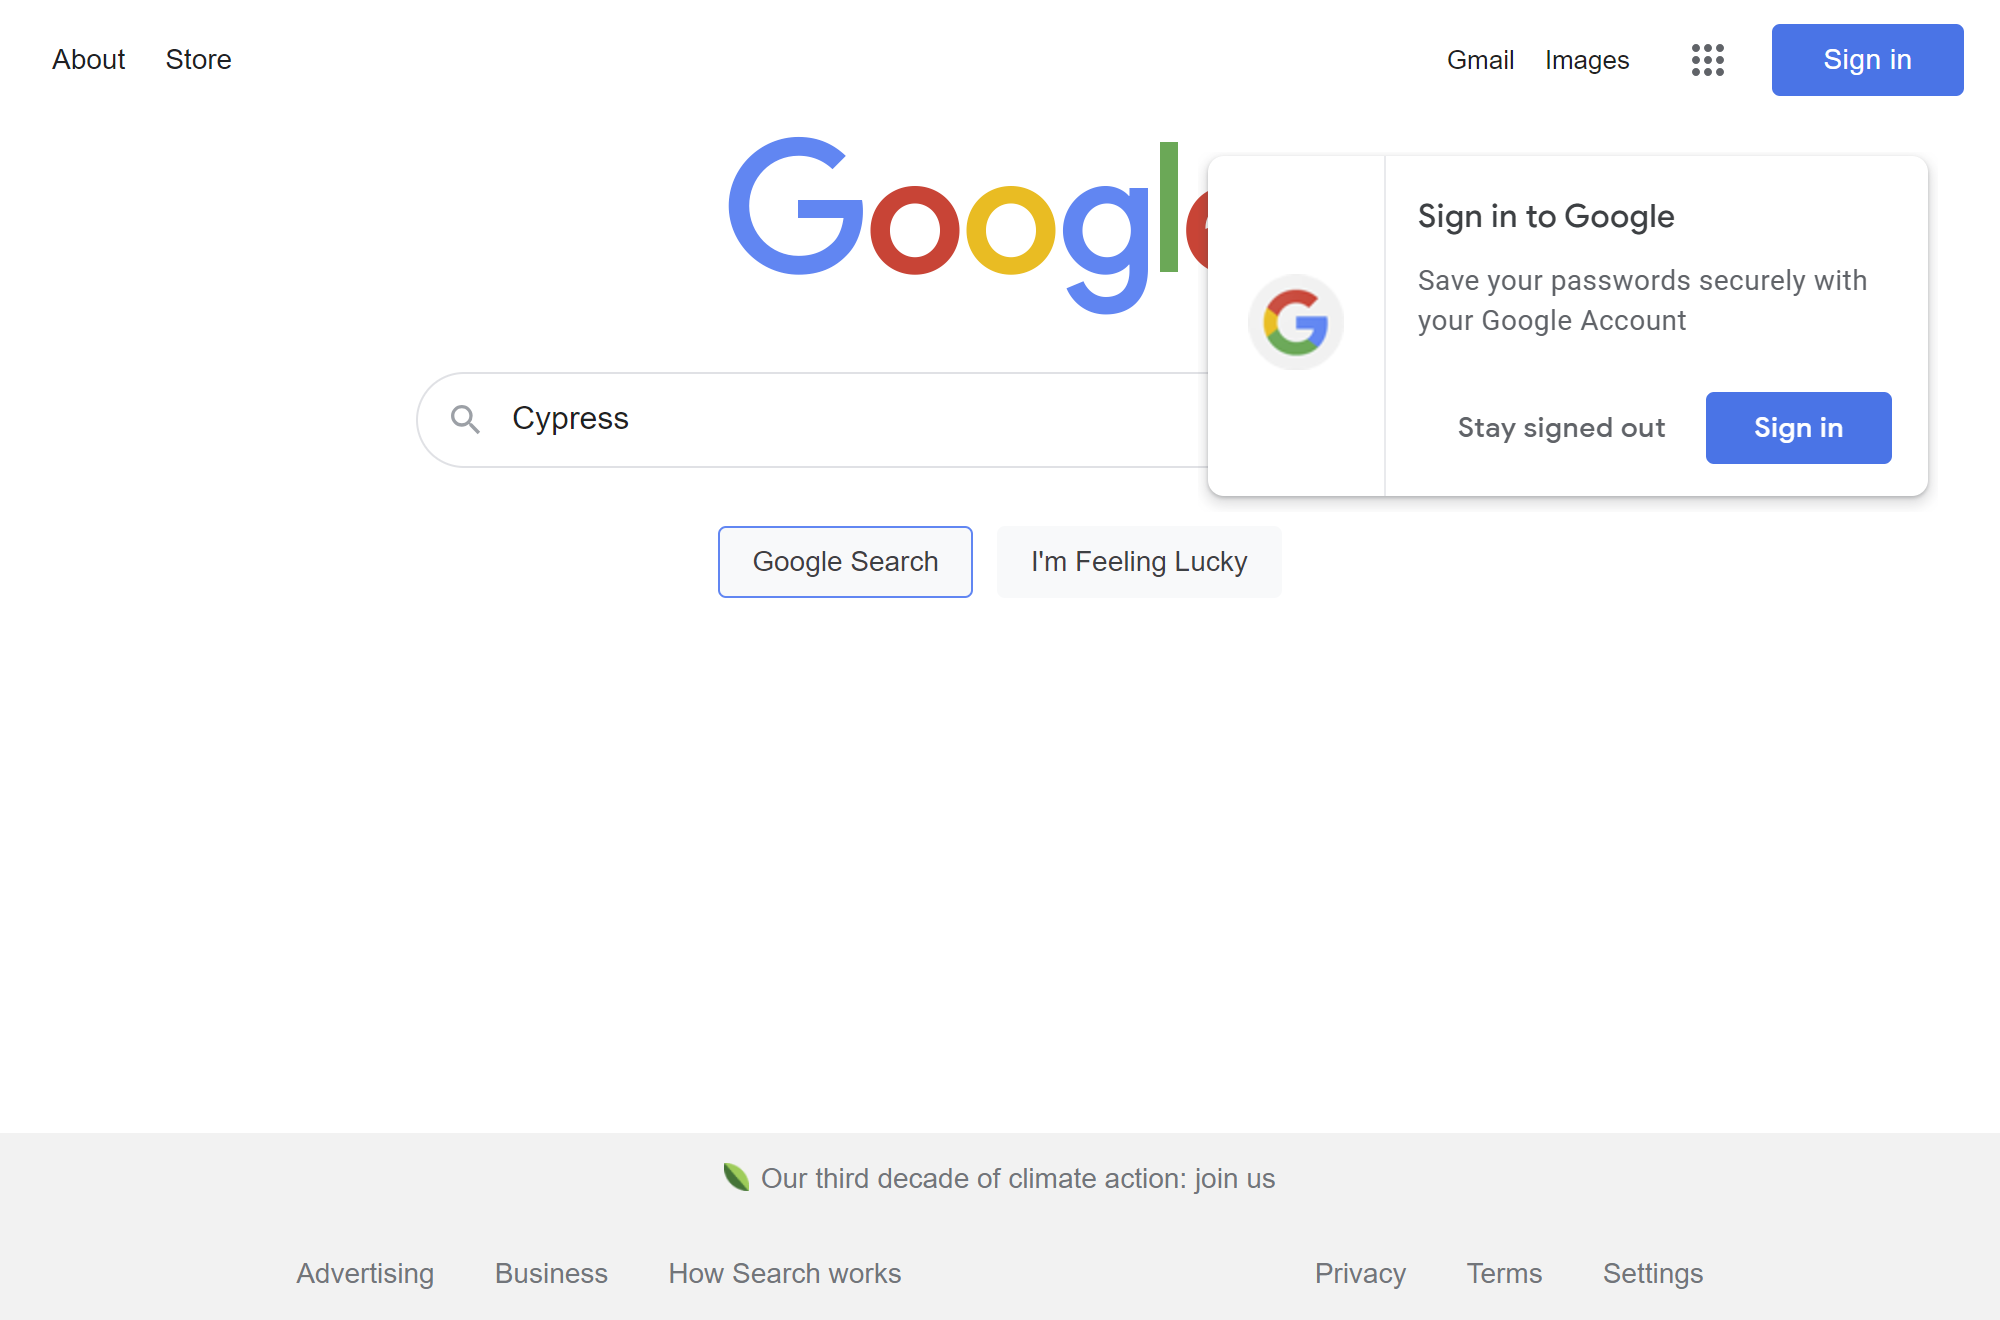 About Store Gmail Images Sign in
Google
Sign in to Google
Save your passwords securely with
your Google Account
Stay signed out Sign in
Cypress
Google Search I'm Feeling Lucky
Our third decade of climate action: join us
Advertising Business How Search works Privacy Terms Settings